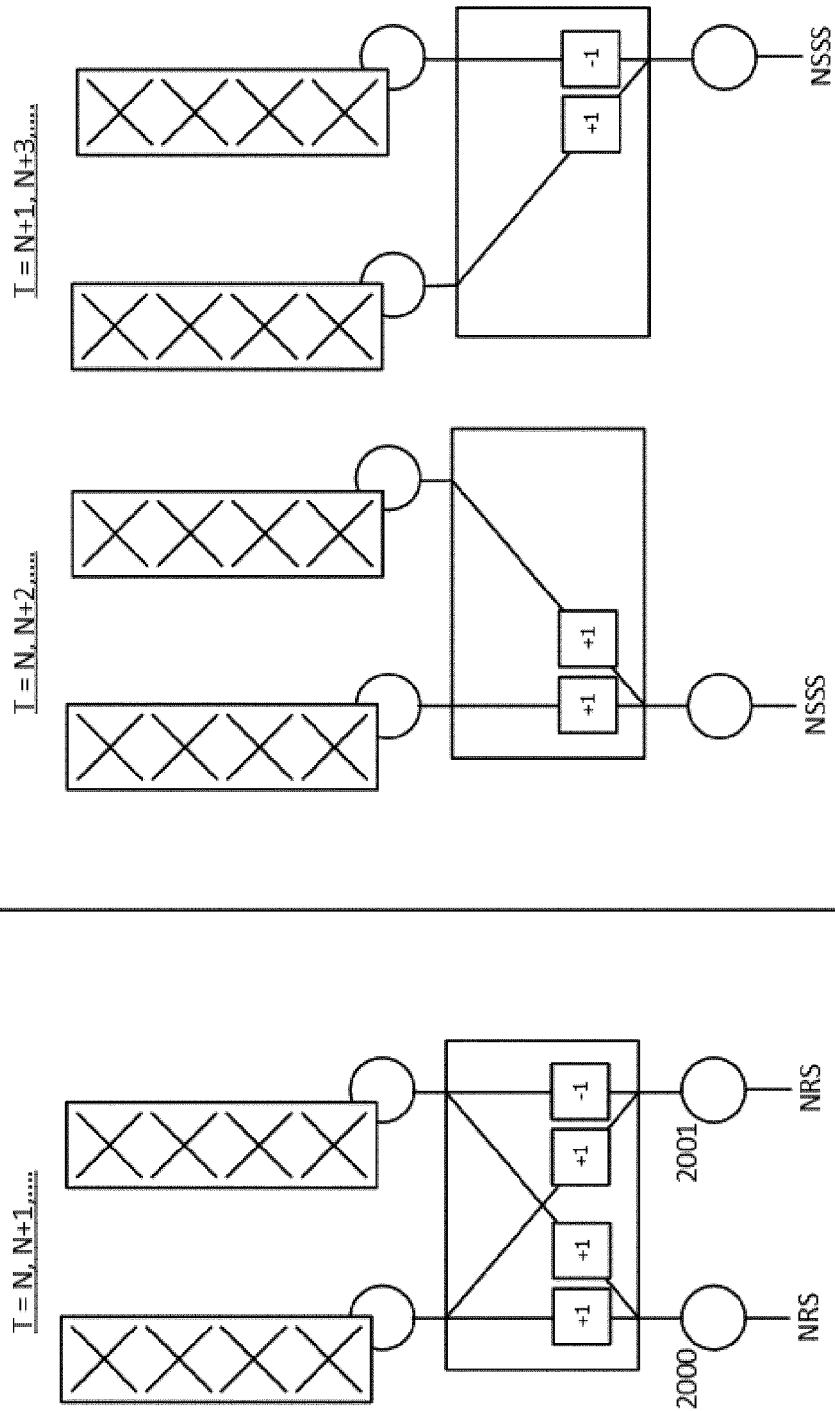 T = N, N+1,....
+1
+1
+1
-1
2000
2001
NRS
NRS
T = N, N+2,....
+1
+1
NSSS
T = N+1, N+3,....
+1
-1
NSSS